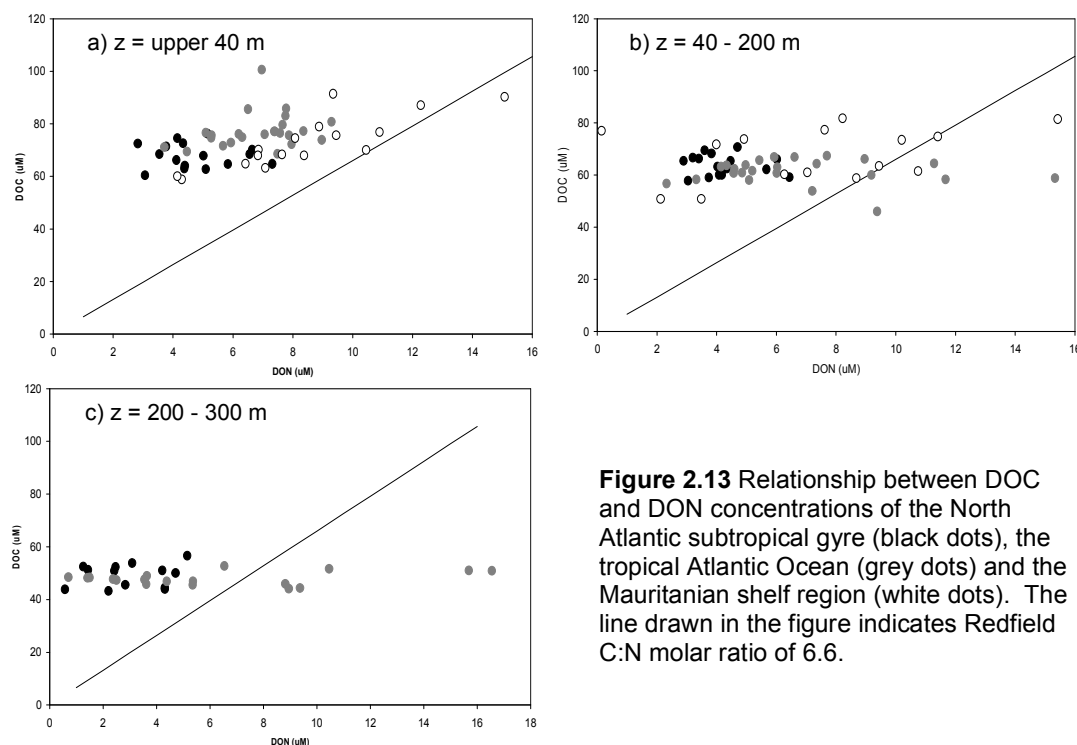 a) z = upper 40 m
120
100
80
60
40
20
0
DOC (uM)
0 2 4 6 8 10 12 14 16
DON (uM)
b) z = 40 - 200 m
120
100
80
60
40
20
0
DOC (uM)
0 2 4 6 8 10 12 14 16
DON (uM)
c) z = 200 - 300 m
120
100
80
60
40
20
0
DOC (uM)
0 2 4 6 8 10 12 14 16 18
DON (uM)
Figure 2.13 Relationship between DOC
and DON concentrations of the North
Atlantic subtropical gyre (black dots), the
tropical Atlantic Ocean (grey dots) and the
Mauritanian shelf region (white dots). The
line drawn in the figure indicates Redfield
C:N molar ratio of 6.6.